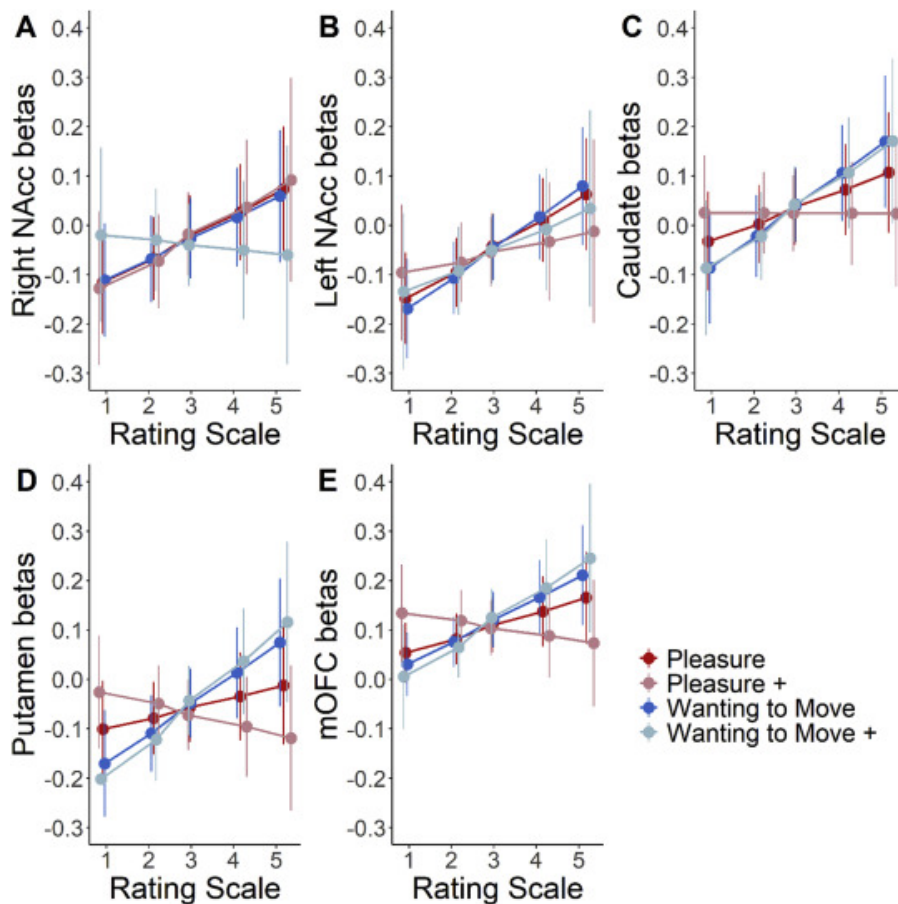 A
0.4
0.3
0.2
0.1
0.0
-0.1
-0.2
-0.3
Right NAcc betas
1 2 3 4 5
Rating Scale
B
0.4
0.3
0.2
0.1
0.0
-0.1
-0.2
-0.3
Left NAcc betas
1 2 3 4 5
Rating Scale
C
0.4
0.3
0.2
0.1
0.0
-0.1
-0.2
-0.3
Caudate betas
1 2 3 4 5
Rating Scale
D
0.4
0.3
0.2
0.1
0.0
-0.1
-0.2
-0.3
Putamen betas
1 2 3 4 5
Rating Scale
E
0.4
0.3
0.2
0.1
0.0
-0.1
-0.2
-0.3
mOFC betas
1 2 3 4 5
Rating Scale
Pleasure
Pleasure +
Wanting to Move
Wanting to Move +